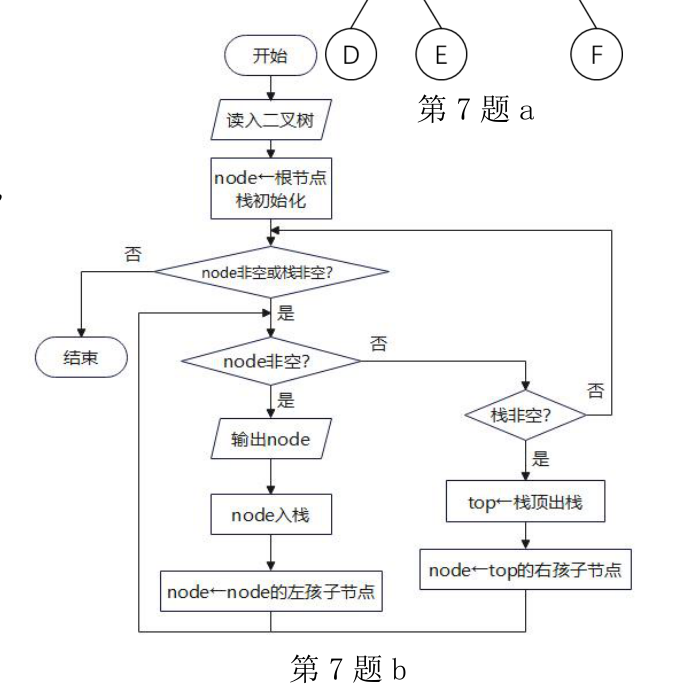 D
E
F
第7题a
开始
读入二叉树
node←根节点
栈初始化
否
node非空或栈非空?
是
结束
node非空?
否
是
栈非空?
否
输出node
是
node入栈
top←栈顶出栈
node←node的左孩子节点
node←top的右孩子节点
第7题b